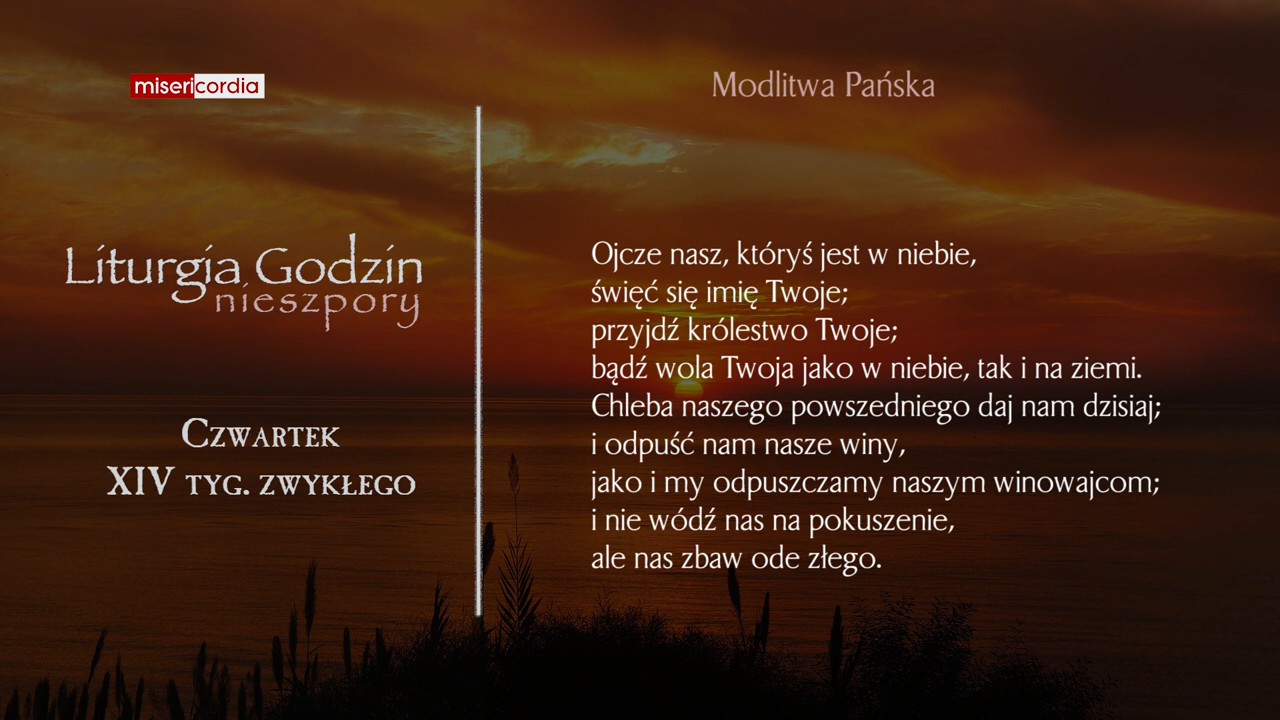 misericordia
Liturgia Godzin
nieszpory
Czwartek
XIV tyg. zwykłego
Modlitwa Pańska
Ojcze nasz, któryś jest w niebie,
święć się imię Twoje;
przyjdź królestwo Twoje;
bądź wola Twoja jako w niebie, tak i na ziemi.
Chleba naszego powszedniego daj nam dzisiaj;
i odpuść nam nasze winy,
jako i my odpuszczamy naszym winowajcom;
i nie wódź nas na pokuszenie,
ale nas zbaw ode złego.